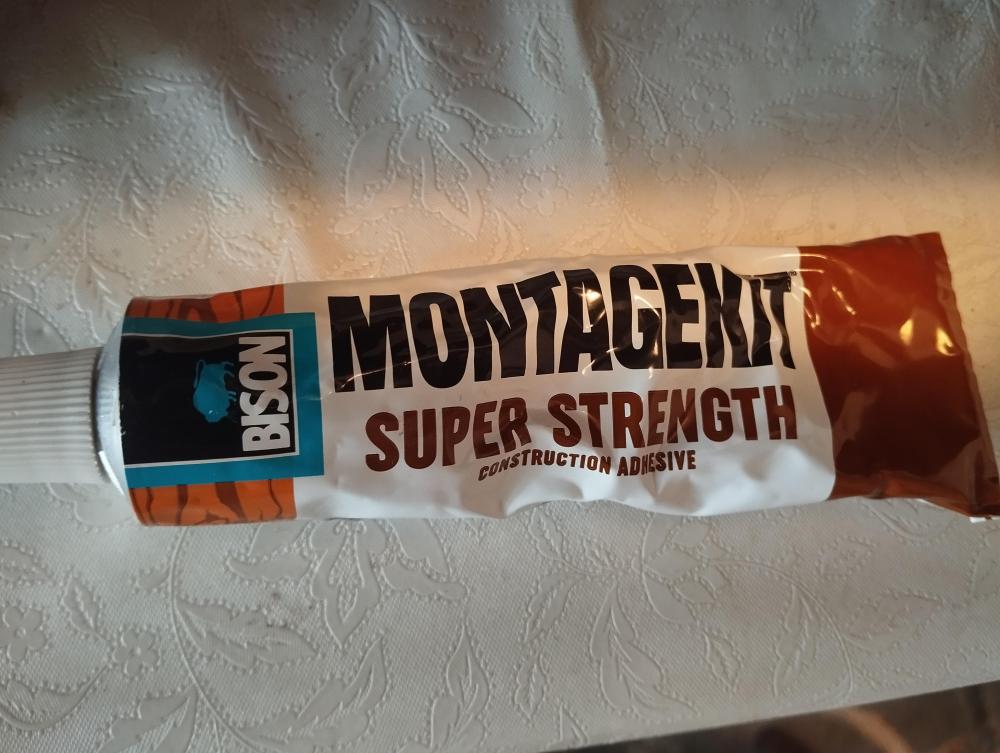 BISON
MONTAGEKIT®
SUPER STRENGTH
CONSTRUCTION ADHESIVE